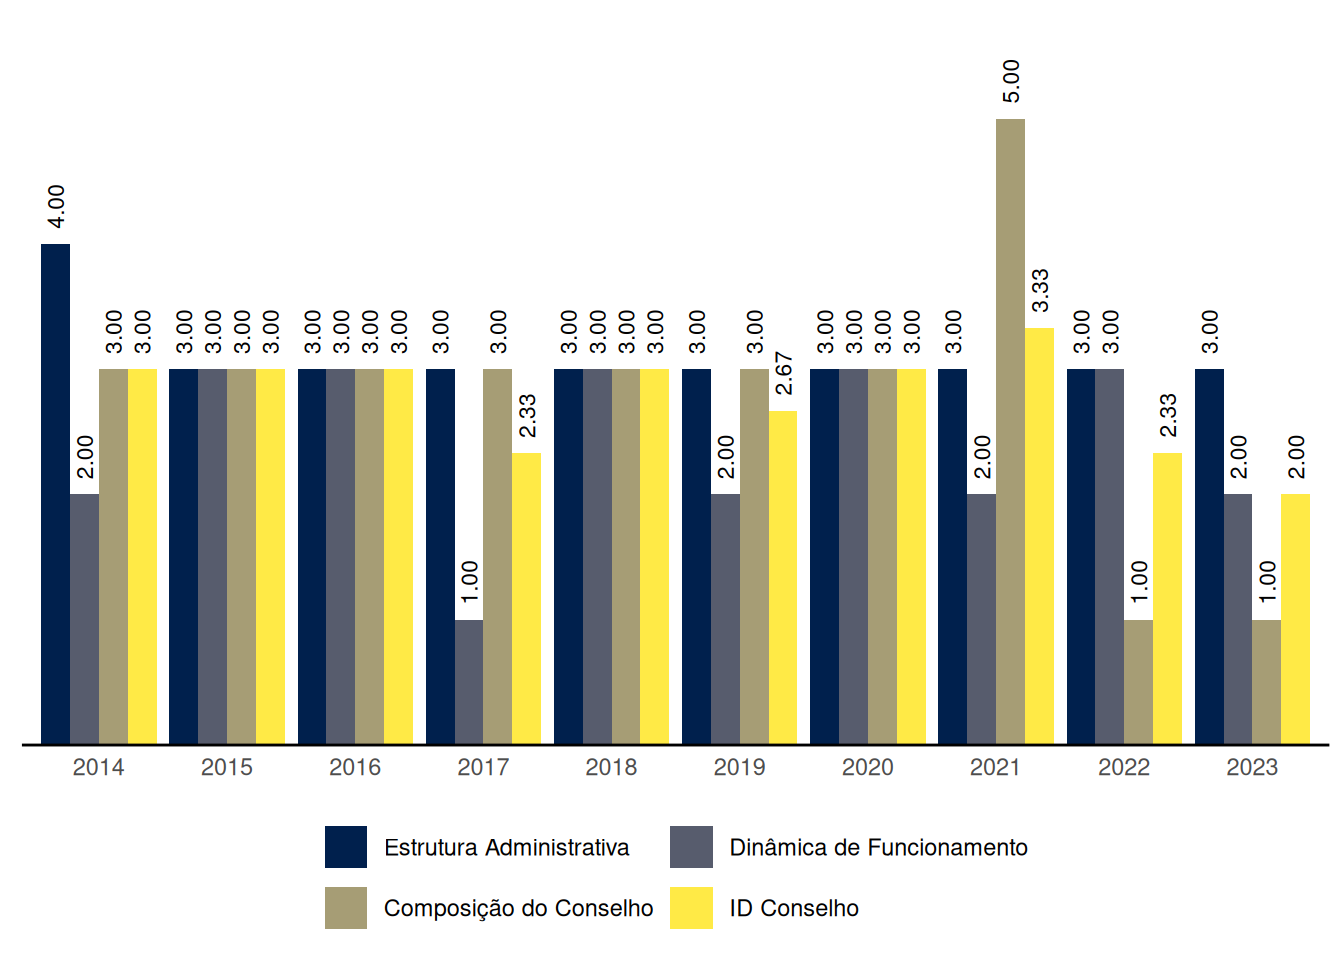 5.00
4.00
3.33
3.00 3.00 3.00 3.00 3.00 3.00 3.00 3.00 3.00 3.00 3.00 3.00 3.00 3.00 3.00 3.00 3.00 3.00 3.00 3.00 3.00 3.00 3.00 3.00 3.00 3.00
2.67
2.33 2.33
2.00 2.00 2.00 2.00 2.00
1.00 1.00 1.00
2014 2015 2016 2017 2018 2019 2020 2021 2022 2023
Estrutura Administrativa Dinâmica de Funcionamento
Composição do Conselho ID Conselho